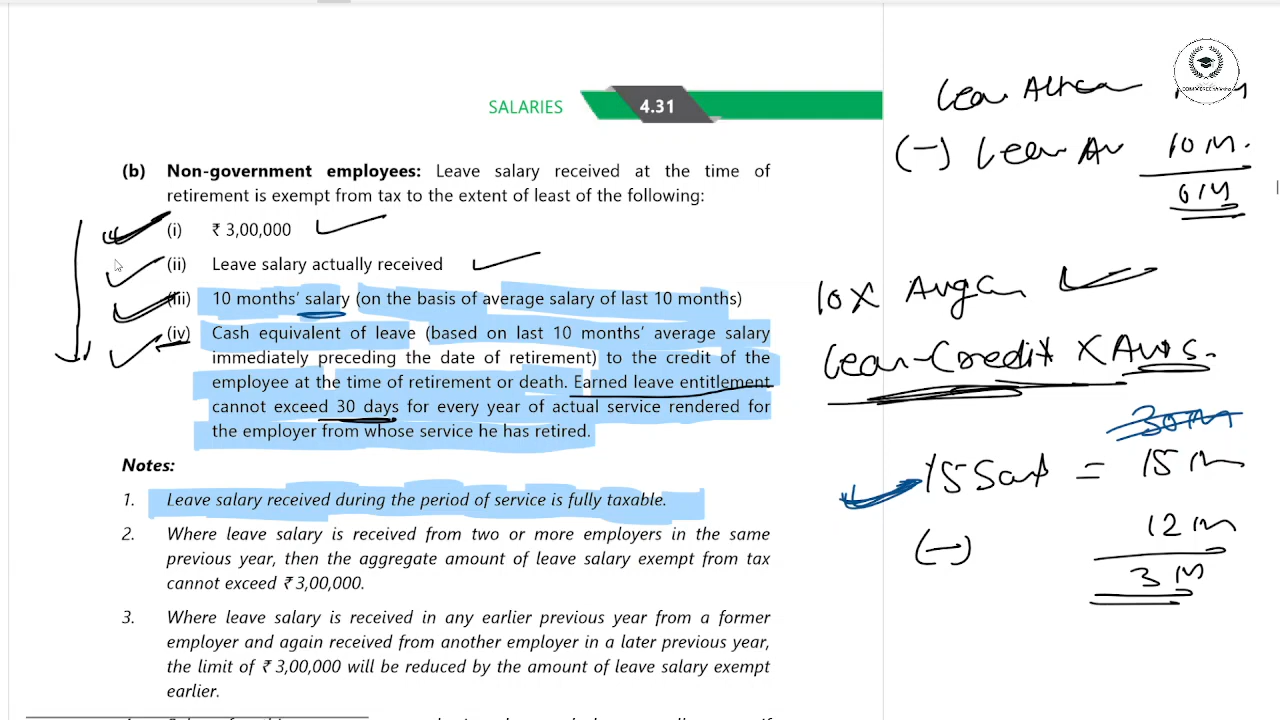 SALARIES 4.31
(b) Non-government employees: Leave salary received at the time of
retirement is exempt from tax to the extent of least of the following:
(i) ₹ 3,00,000
(ii) Leave salary actually received
(iii) 10 months' salary (on the basis of average salary of last 10 months)
(iv) Cash equivalent of leave (based on last 10 months' average salary
immediately preceding the date of retirement) to the credit of the
employee at the time of retirement or death. Earned leave entitlement
cannot exceed 30 days for every year of actual service rendered for
the employer from whose service he has retired.
Notes:
1. Leave salary received during the period of service is fully taxable.
2. Where leave salary is received from two or more employers in the same
previous year, then the aggregate amount of leave salary exempt from tax
cannot exceed ₹ 3,00,000.
3. Where leave salary is received in any earlier previous year from a former
employer and again received from another employer in a later previous year,
the limit of ₹ 3,00,000 will be reduced by the amount of leave salary exempt
earlier.
(-) 10 M.
10 X
Credit X
30 M
= 15 M
12 M
(-)
3 M